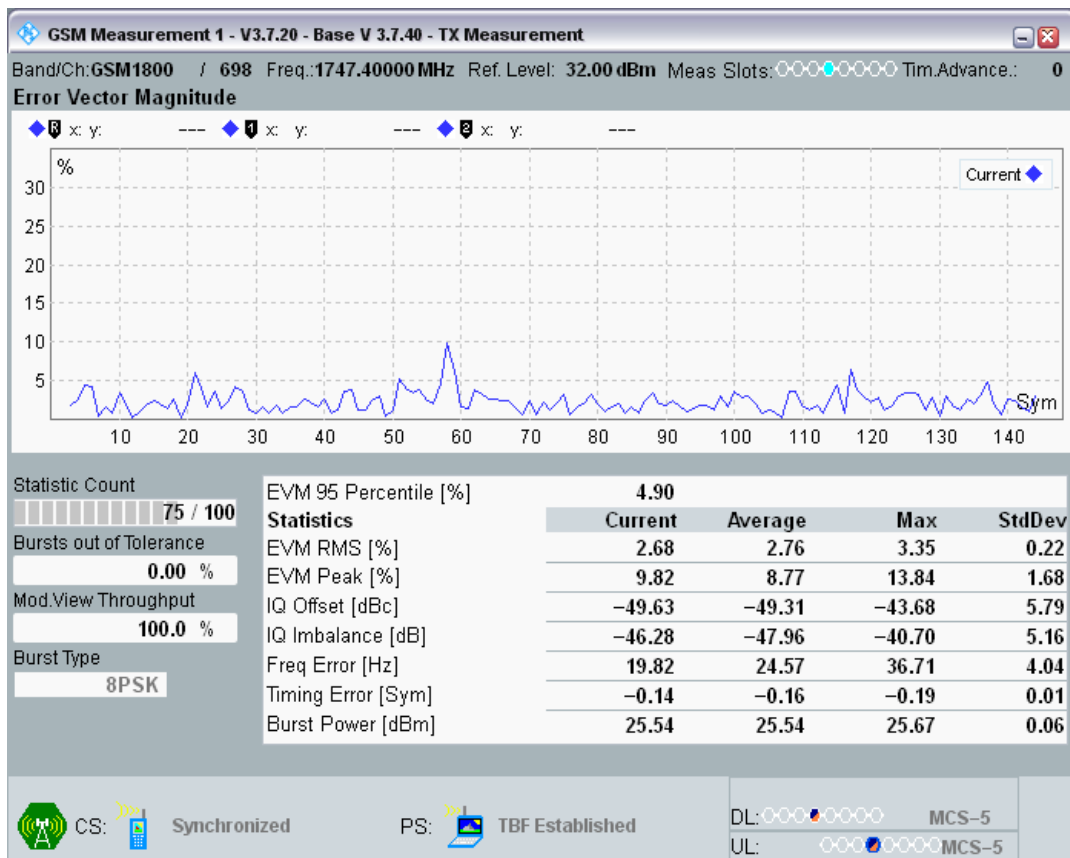 GSM Measurement 1 - V3.7.20 - Base V 3.7.40 - TX Measurement
Band/Ch:GSM1800 / 698 Freq.:1747.40000 MHz Ref. Level: 32.00 dBm Meas Slots: Tim.Advance.: 0
Error Vector Magnitude
R x: y: --- 1 x: y: --- 2 x: y: ---
%
Current
30
25
20
15
10
5
Sym
10 20 30 40 50 60 70 80 90 100 110 120 130 140
Statistic Count
75 / 100
Bursts out of Tolerance
0.00 %
Mod.View Throughput
100.0 %
Burst Type
8PSK
EVM 95 Percentile [%] 4.90
Statistics Current Average Max StdDev
EVM RMS [%] 2.68 2.76 3.35 0.22
EVM Peak [%] 9.82 8.77 13.84 1.68
IQ Offset [dBc] −49.63 −49.31 −43.68 5.79
IQ Imbalance [dB] −46.28 −47.96 −40.70 5.16
Freq Error [Hz] 19.82 24.57 36.71 4.04
Timing Error [Sym] −0.14 −0.16 −0.19 0.01
Burst Power [dBm] 25.54 25.54 25.67 0.06
CS: Synchronized PS: TBF Established
DL: MCS−5
UL: MCS−5